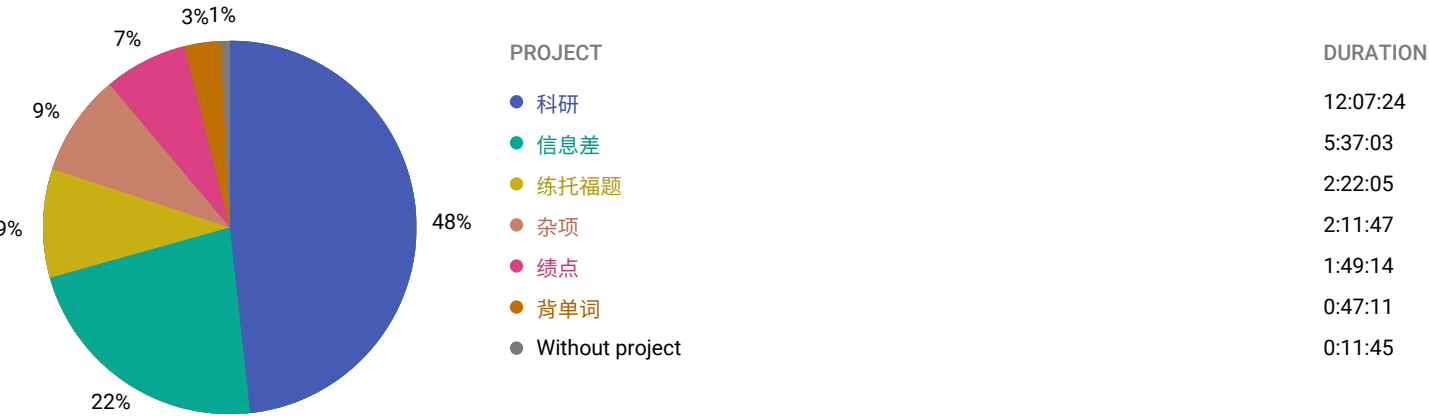 3%
1%
7%
9%
9%
48%
22%
PROJECT DURATION
科研 12:07:24
信息差 5:37:03
练托福题 2:22:05
杂项 2:11:47
绩点 1:49:14
背单词 0:47:11
Without project 0:11:45